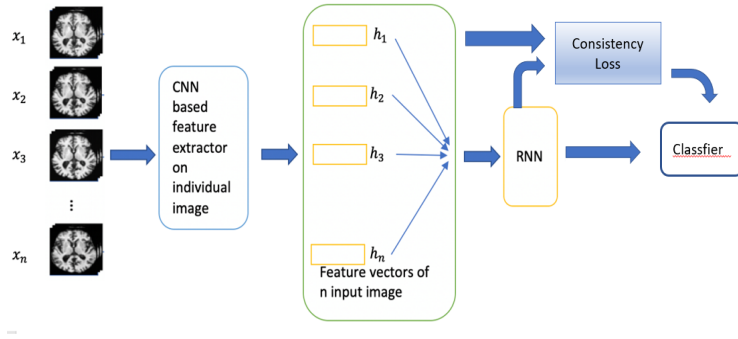 x₁
x₂
x₃
⋮
xₙ
CNN
based
feature
extractor
on
individual
image
h₁
h₂
h₃
hₙ
Feature vectors of
n input image
RNN
Consistency
Loss
Classfier